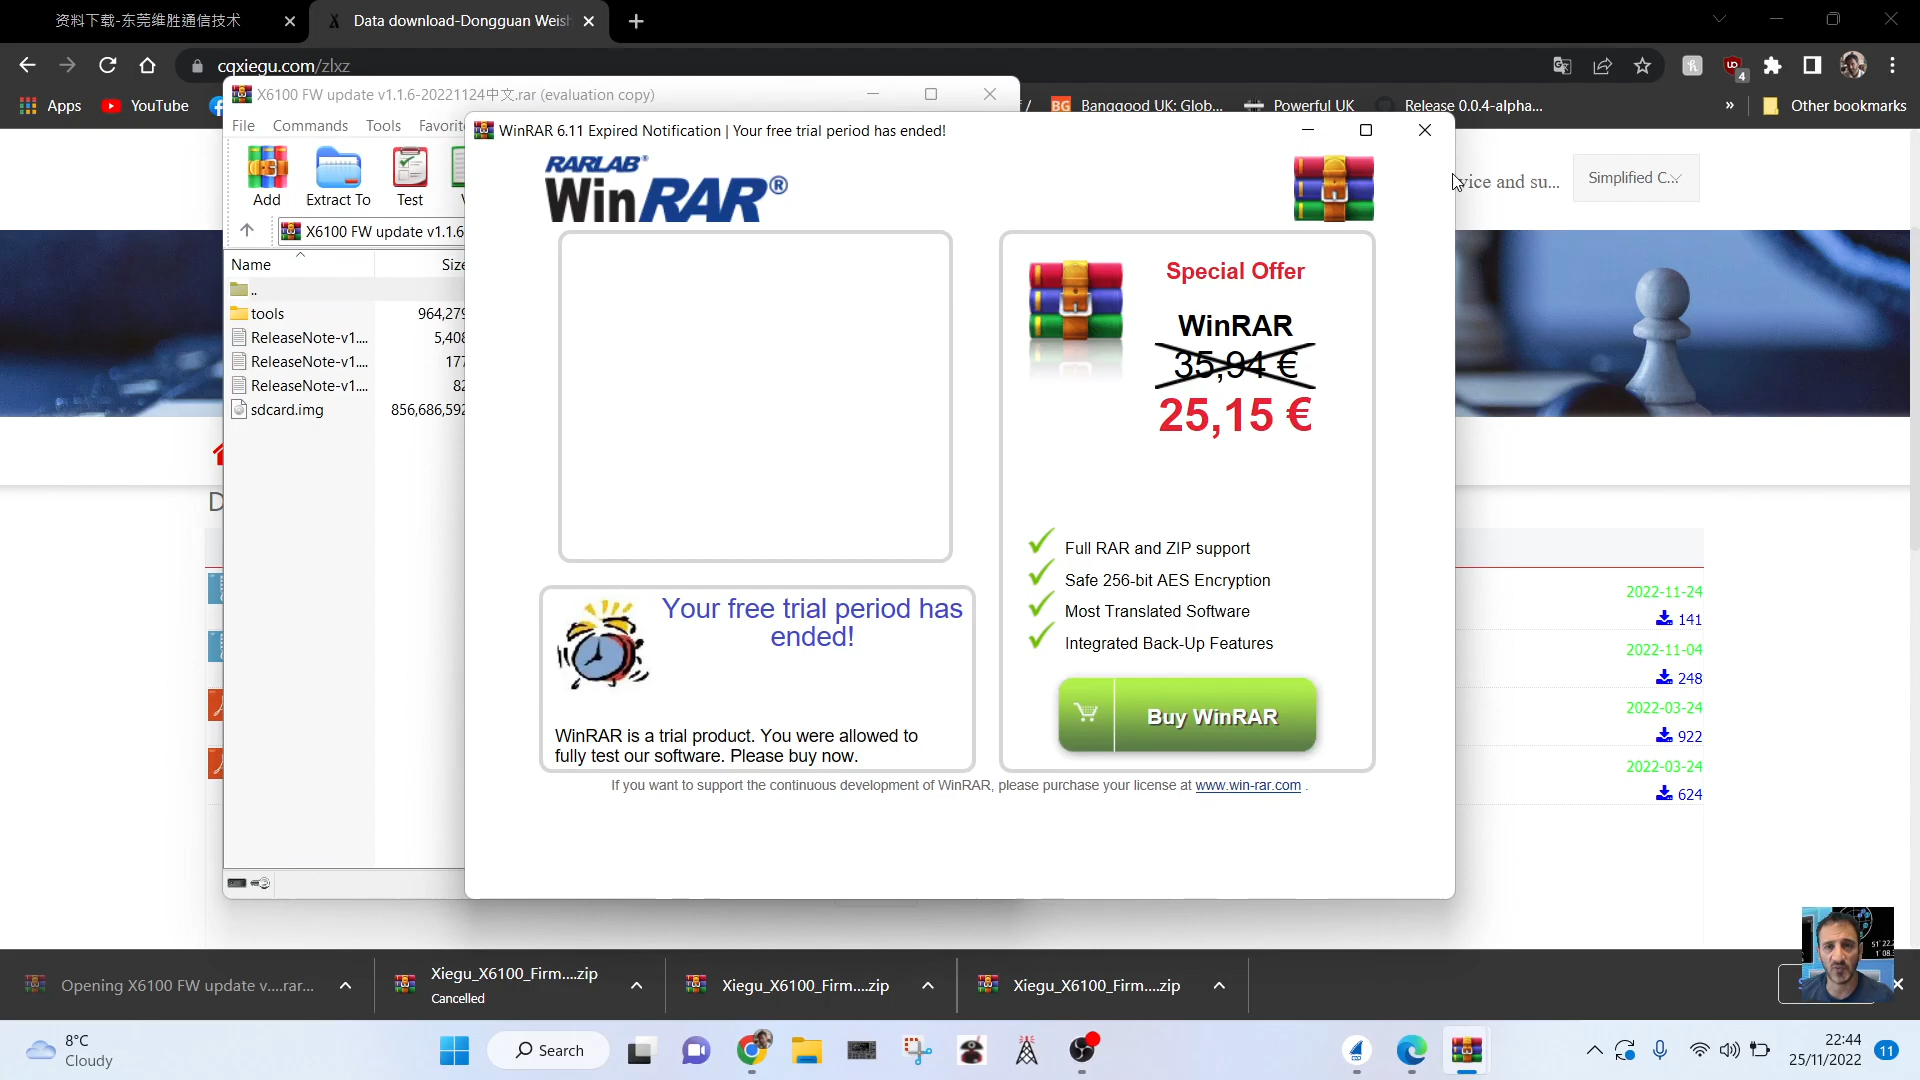 资料下载-东莞维胜通信技术
Data download-Dongguan Weish
cqxiegu.com/zlxz
Apps
YouTube
BG Banggood UK: Glob...
Powerful UK
Release 0.0.4-alpha...
»
Other bookmarks
X6100 FW update v1.1.6-20221124中文.rar (evaluation copy)
File Commands Tools Favorit
Add
Extract To
Test
X6100 FW update v1.1.6
Name
Size
..
tools 964,279
ReleaseNote-v1.... 5,408
ReleaseNote-v1.... 177
ReleaseNote-v1.... 82
sdcard.img 856,686,592
WinRAR 6.11 Expired Notification | Your free trial period has ended!
RARLAB®
WinRAR®
Special Offer
WinRAR
35,94 €
25,15 €
Full RAR and ZIP support
Safe 256-bit AES Encryption
Most Translated Software
Integrated Back-Up Features
Buy WinRAR
Your free trial period has
ended!
WinRAR is a trial product. You were allowed to
fully test our software. Please buy now.
If you want to support the continuous development of WinRAR, please purchase your license at www.win-rar.com .
vice and su...
Simplified C...
D
2022-11-24
141
2022-11-04
248
2022-03-24
922
2022-03-24
624
Opening X6100 FW update v....rar...
Xiegu_X6100_Firm....zip
Cancelled
Xiegu_X6100_Firm....zip
Xiegu_X6100_Firm....zip
8°C
Cloudy
Search
22:44
25/11/2022
11
4